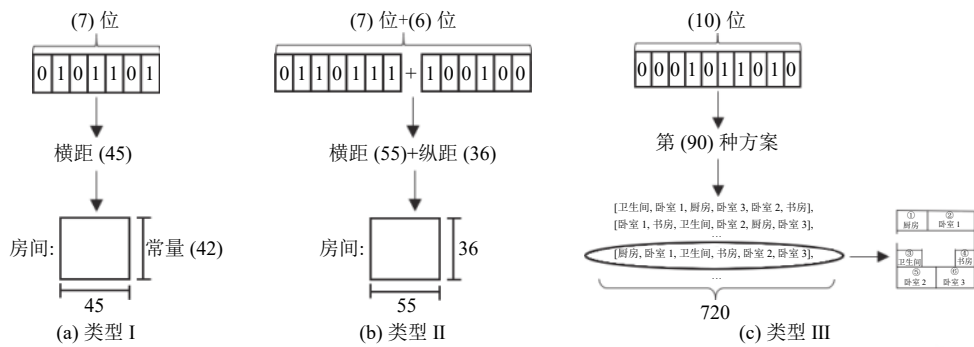 (7) 位
0 1 0 1 1 0 1
横距 (45)
房间:
常量 (42)
45
(a) 类型 I
(7) 位+(6) 位
0 1 1 0 1 1 1 + 1 0 0 1 0 0
横距 (55)+纵距 (36)
房间:
36
55
(b) 类型 II
(10) 位
0 0 0 1 0 1 1 0 1 0
第 (90) 种方案
[卫生间, 卧室 1, 厨房, 卧室 3, 卧室 2, 书房],
[卧室 1, 书房, 卫生间, 卧室 2, 厨房, 卧室 3],
...
[厨房, 卧室 1, 卫生间, 书房, 卧室 2, 卧室 3],
...
720
① ②
厨房 卧室 1
③ ④
卫生间 书房
⑤ ⑥
卧室 2 卧室 3
(c) 类型 III